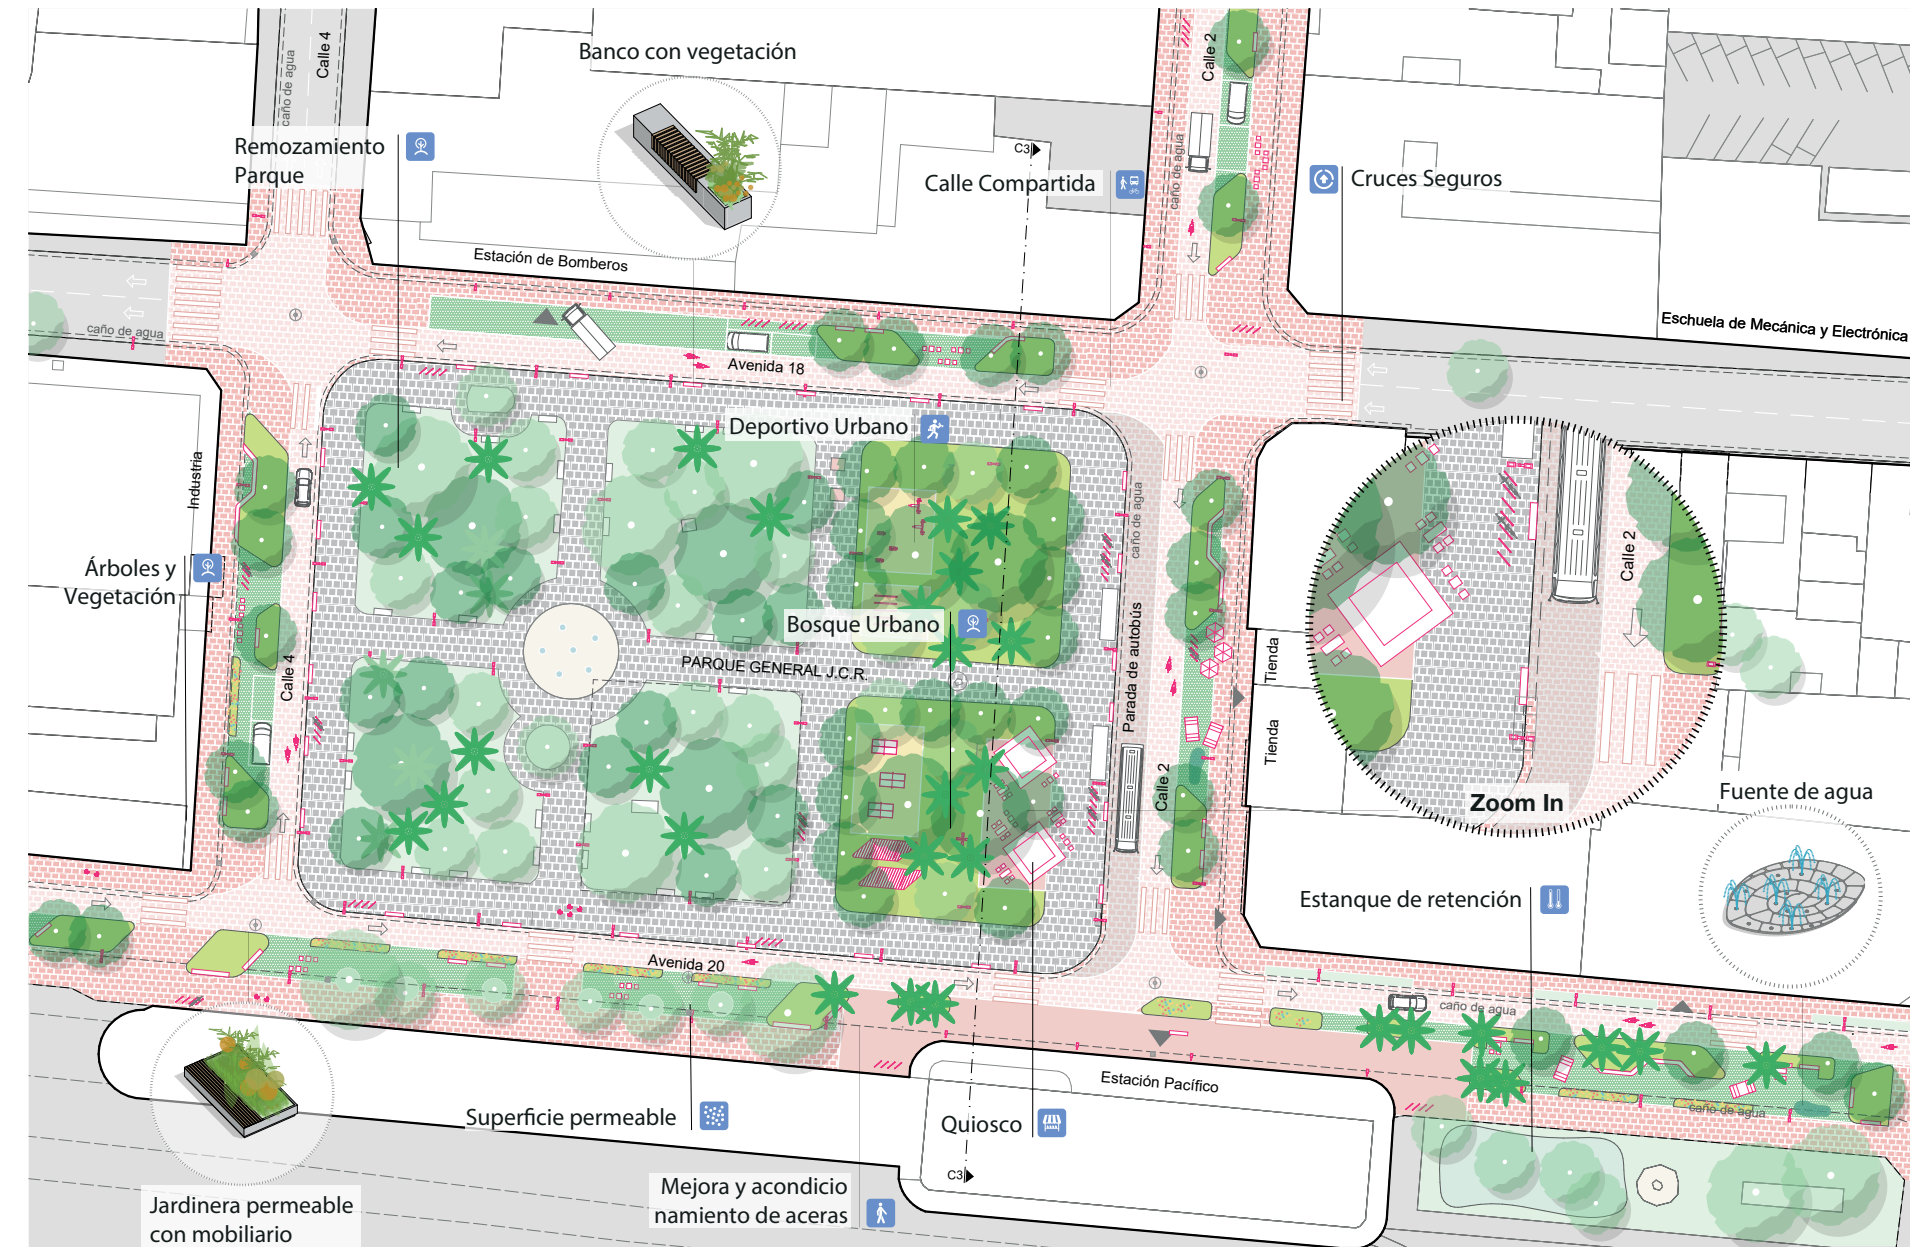 Calle 4
caño de agua
Banco con vegetación
Calle 2
caño de agua
Remozamiento
Parque
C3
Calle Compartida
Cruces Seguros
Estación de Bomberos
Eschuela de Mecánica y Electrónica
caño de agua
Avenida 18
Deportivo Urbano
Industria
caño de agua
Calle 2
Árboles y
Vegetación
Bosque Urbano
Parada de autobús
Tienda
Calle 4
PARQUE GENERAL J.C.R.
Tienda
Calle 2
Zoom In
Fuente de agua
Estanque de retención
Avenida 20
caño de agua
Estación Pacífico
caño de agua
Superficie permeable
Quiosco
C3
Mejora y acondicio
namiento de aceras
Jardinera permeable
con mobiliario